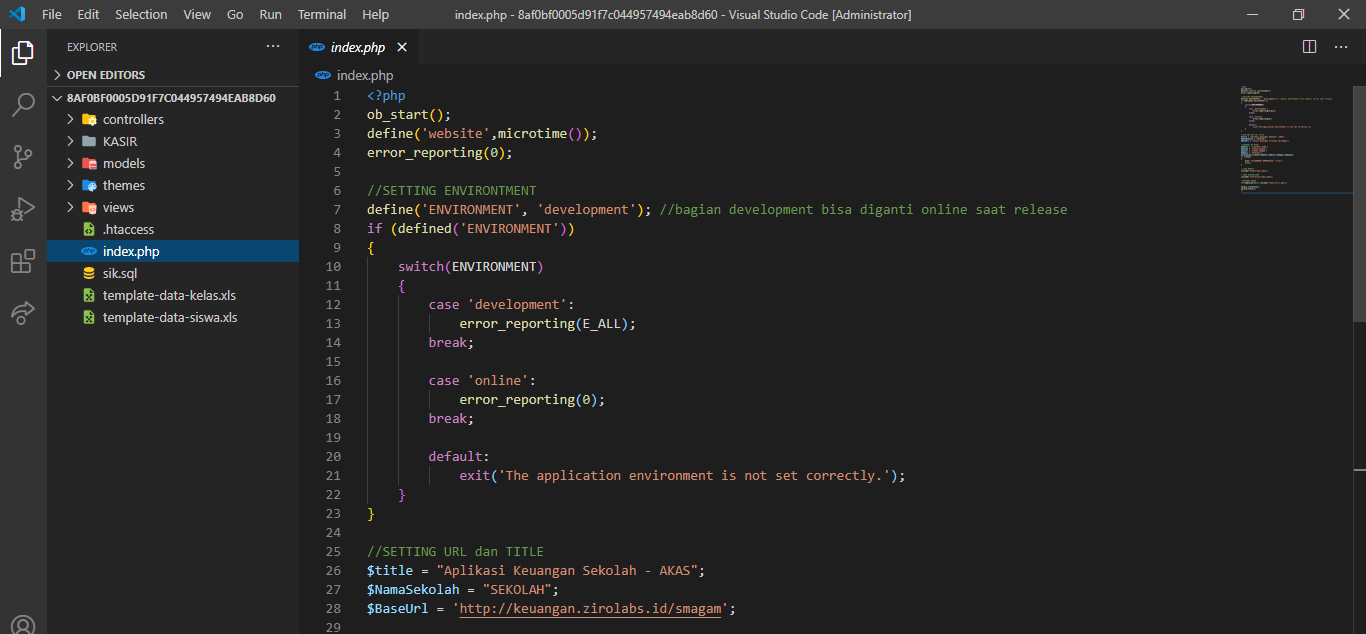 File Edit Selection View Go Run Terminal Help index.php - 8af0bf0005d91f7c044957494eab8d60 - Visual Studio Code [Administrator]
EXPLORER
OPEN EDITORS
8AF0BF0005D91F7C044957494EAB8D60
controllers
KASIR
models
themes
views
.htaccess
index.php
sik.sql
template-data-kelas.xls
template-data-siswa.xls
index.php
index.php
1 <?php
2 ob_start();
3 define('website',microtime());
4 error_reporting(0);
5
6 //SETTING ENVIRONTMENT
7 define('ENVIRONMENT', 'development'); //bagian development bisa diganti online saat release
8 if (defined('ENVIRONMENT'))
9 {
10 switch(ENVIRONMENT)
11 {
12 case 'development':
13 error_reporting(E_ALL);
14 break;
15
16 case 'online':
17 error_reporting(0);
18 break;
19
20 default:
21 exit('The application environment is not set correctly.');
22 }
23 }
24
25 //SETTING URL dan TITLE
26 $title = "Aplikasi Keuangan Sekolah - AKAS";
27 $NamaSekolah = "SEKOLAH";
28 $BaseUrl = 'http://keuangan.zirolabs.id/smagam';
29